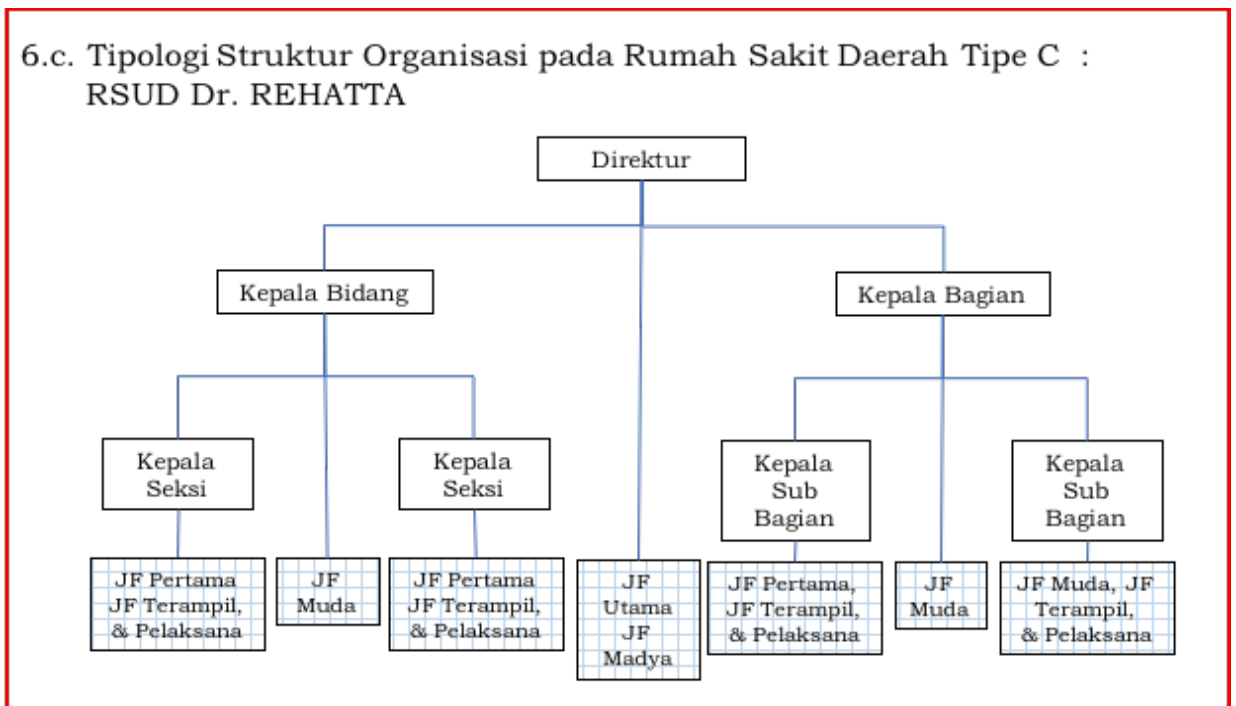 6.c. Tipologi Struktur Organisasi pada Rumah Sakit Daerah Tipe C :
RSUD Dr. REHATTA
Direktur
Kepala Bidang
Kepala Bagian
Kepala
Seksi
Kepala
Seksi
Kepala
Sub
Bagian
Kepala
Sub
Bagian
JF Pertama
JF Terampil,
& Pelaksana
JF
Muda
JF Pertama
JF Terampil,
& Pelaksana
JF
Utama
JF
Madya
JF Pertama,
JF Terampil,
& Pelaksana
JF
Muda
JF Muda, JF
Terampil,
& Pelaksana